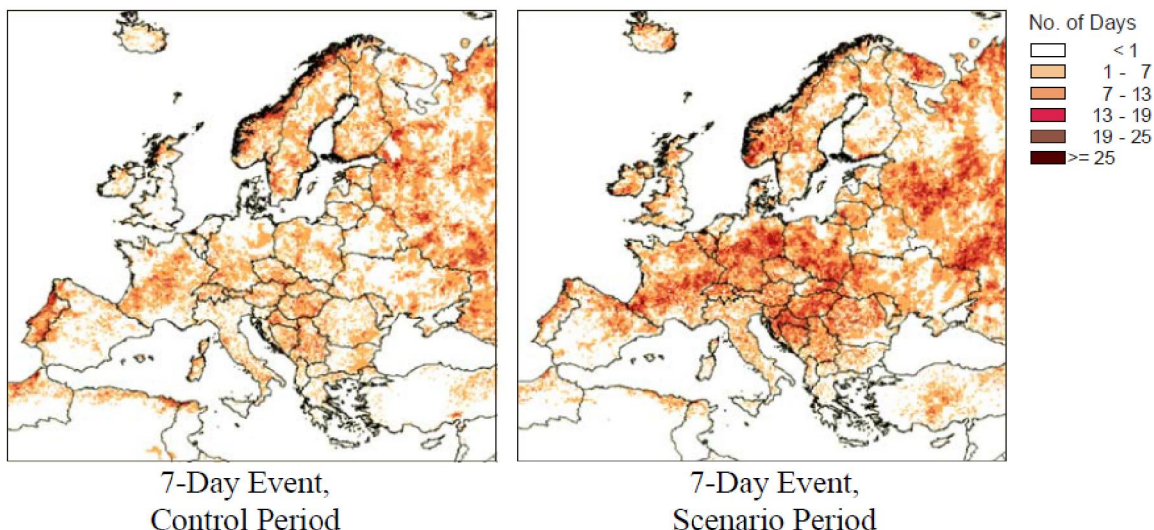 No. of Days
< 1
1 - 7
7 - 13
13 - 19
19 - 25
>= 25
7-Day Event,
Control Period
7-Day Event,
Scenario Period